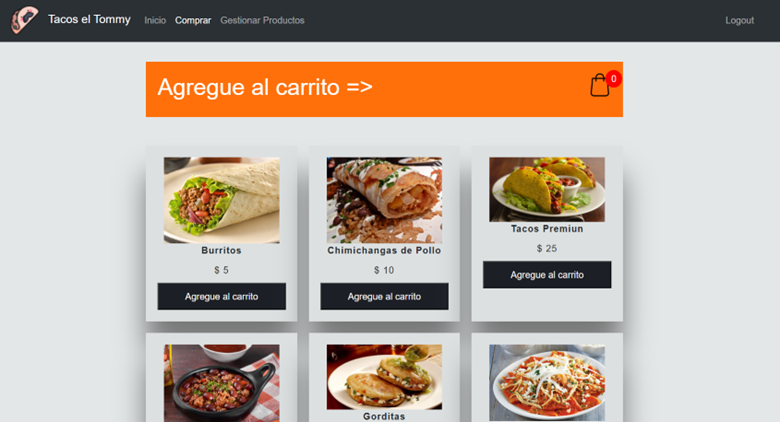 Tacos el Tommy Inicio Comprar Gestionar Productos Logout
Agregue al carrito => 0
Burritos
$ 5
Agregue al carrito
Chimichangas de Pollo
$ 10
Agregue al carrito
Tacos Premiun
$ 25
Agregue al carrito
Gorditas